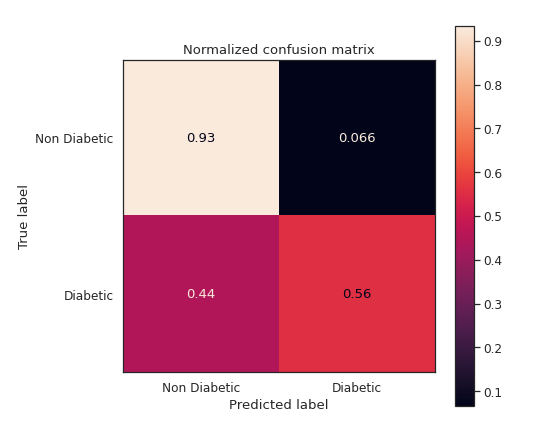 Normalized confusion matrix
True label
Non Diabetic
0.93
0.066
Diabetic
0.44
0.56
Non Diabetic
Diabetic
Predicted label
0.9
0.8
0.7
0.6
0.5
0.4
0.3
0.2
0.1